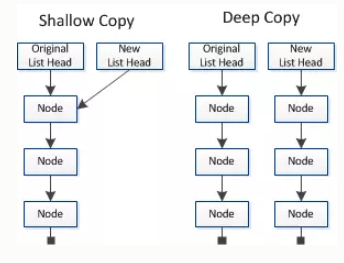 Shallow Copy
Deep Copy
Original
List Head
New
List Head
Original
List Head
New
List Head
Node
Node
Node
Node
Node
Node
Node
Node
Node